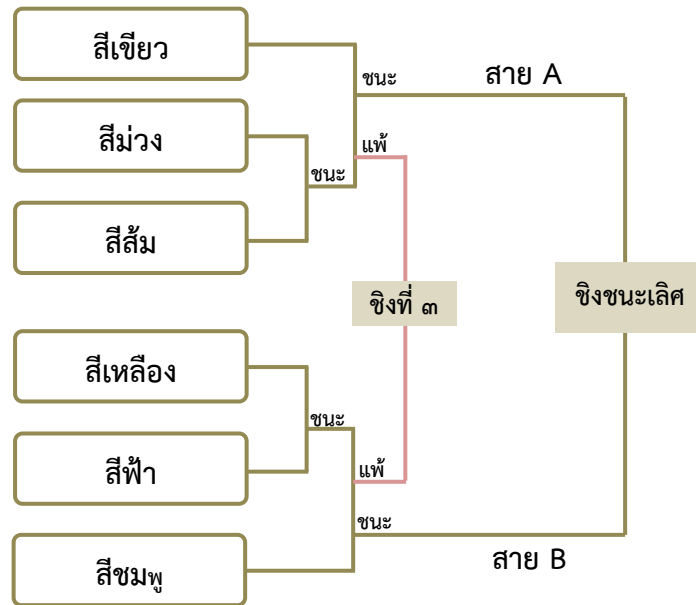 สีเขียว
ชนะ
สาย A
สีม่วง
แพ้
ชนะ
สีส้ม
ชิงที่ ๓
ชิงชนะเลิศ
สีเหลือง
ชนะ
สีฟ้า
แพ้
ชนะ
สาย B
สีชมพู